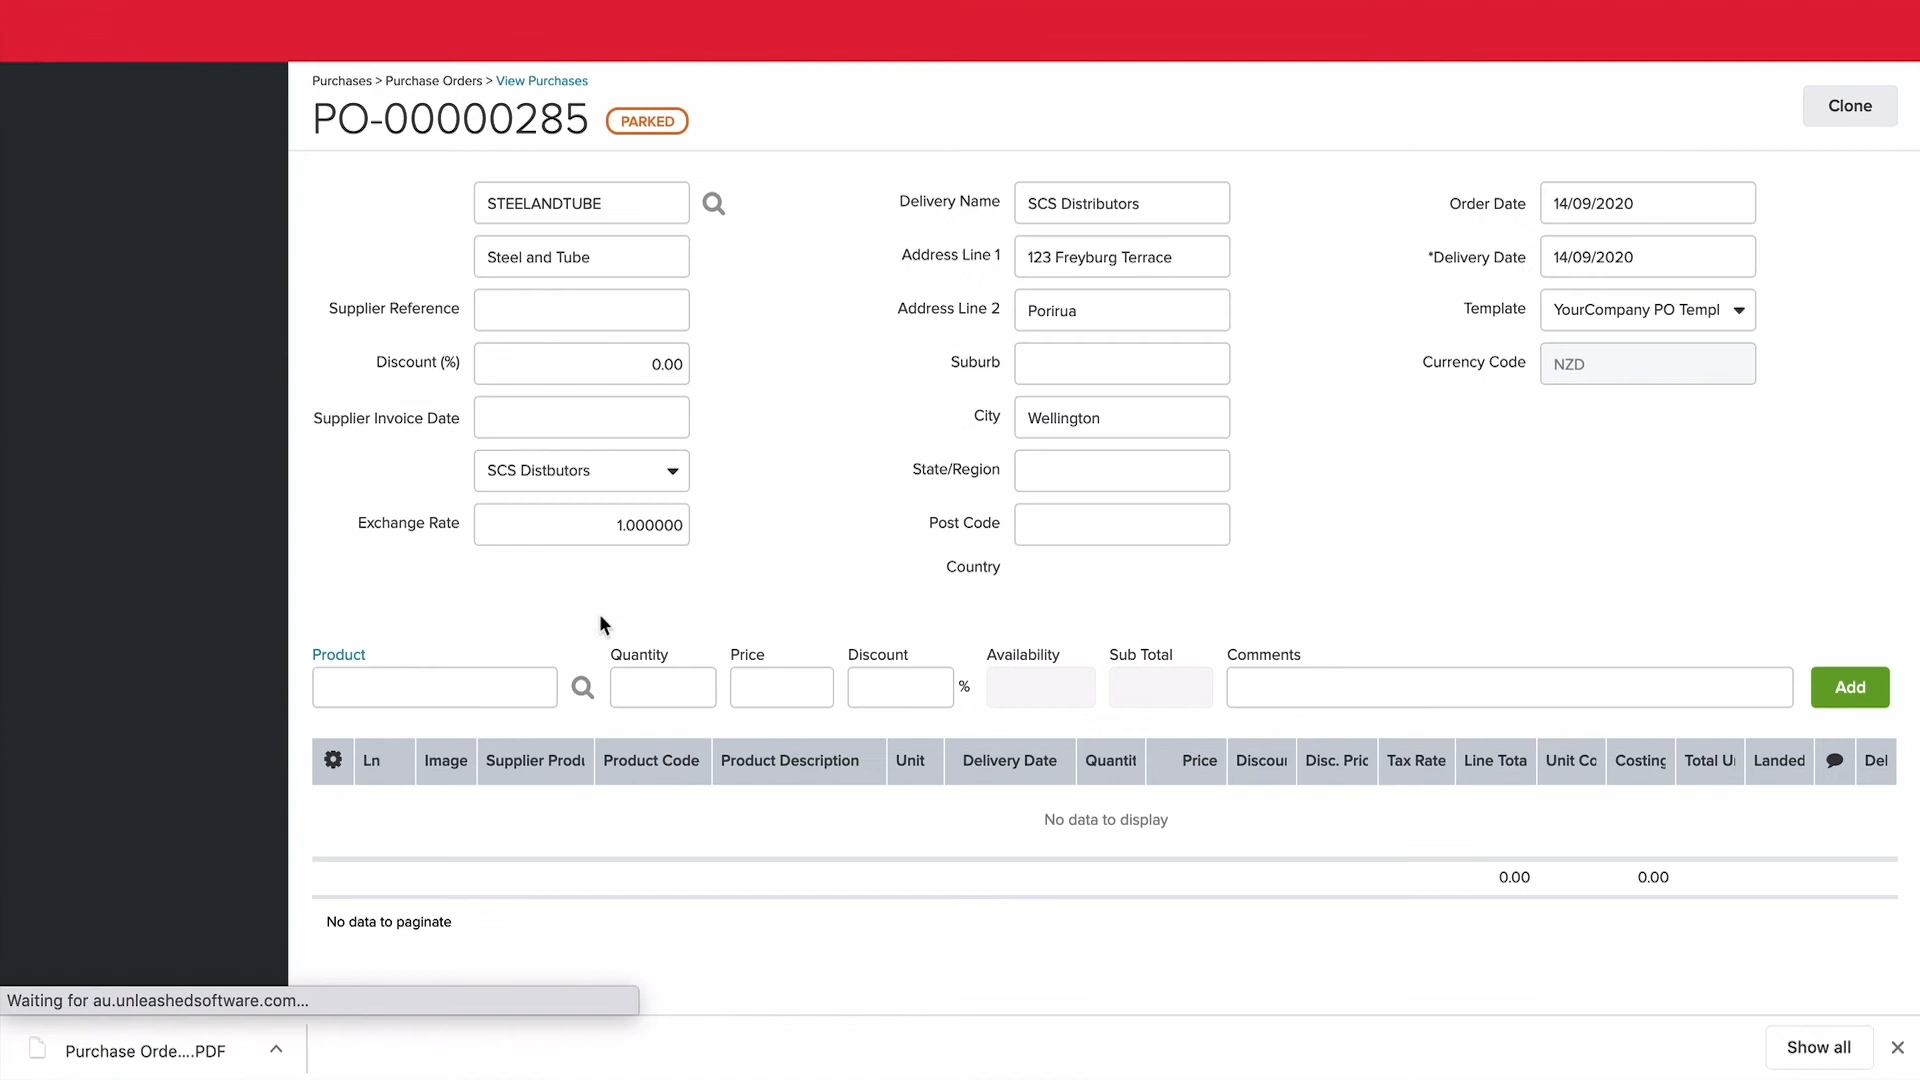 Purchases > Purchase Orders > View Purchases
PO-00000285 PARKED
Clone
STEELANDTUBE
Delivery Name SCS Distributors
Order Date 14/09/2020
Steel and Tube
Address Line 1 123 Freyburg Terrace
*Delivery Date 14/09/2020
Supplier Reference
Address Line 2 Porirua
Template YourCompany PO Templ
Discount (%) 0.00
Suburb
Currency Code NZD
Supplier Invoice Date
City Wellington
SCS Distbutors
State/Region
Exchange Rate 1.000000
Post Code
Country
Product Quantity Price Discount Availability Sub Total Comments
%
Add
Ln Image Supplier Produ Product Code Product Description Unit Delivery Date Quantit Price Discou Disc. Pric Tax Rate Line Tota Unit Co Costing Total U Landed Del
No data to display
0.00 0.00
No data to paginate
Waiting for au.unleashedsoftware.com...
Purchase Orde....PDF
Show all